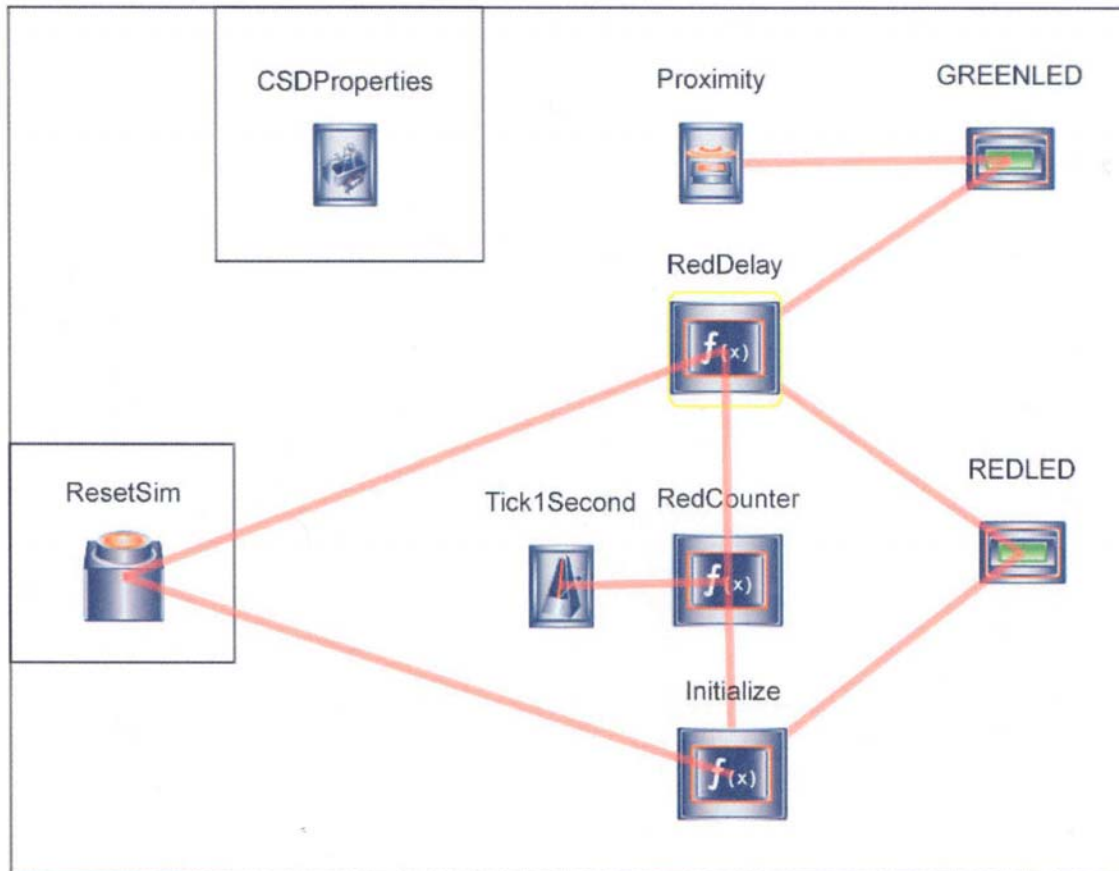 CSDProperties
Proximity
GREENLED
RedDelay
f(x)
ResetSim
Tick1Second
RedCounter
REDLED
f(x)
Initialize
f(x)